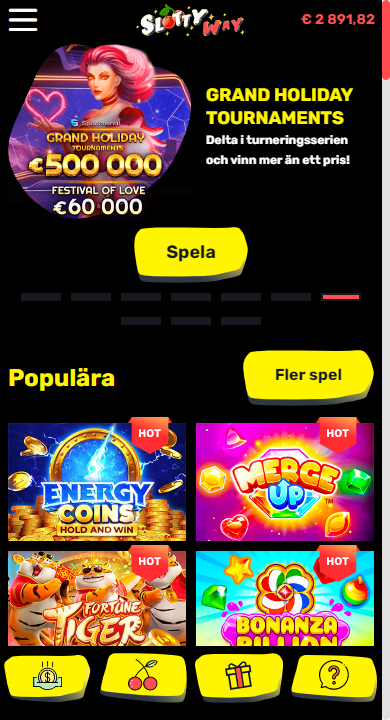 SLOTTY WAY
€ 2 891,82
Spinomenal
GRAND HOLIDAY
TOURNAMENTS
€500 000
FESTIVAL OF LOVE
€60 000
GRAND HOLIDAY
TOURNAMENTS
Delta i turneringsserien
och vinn mer än ett pris!
Spela
Populära
Fler spel
HOT
ENERGY
COINS
HOLD AND WIN
HOT
MERGE
UP
TM
HOT
FORTUNE
TIGER
HOT
BONANZA
BILLION